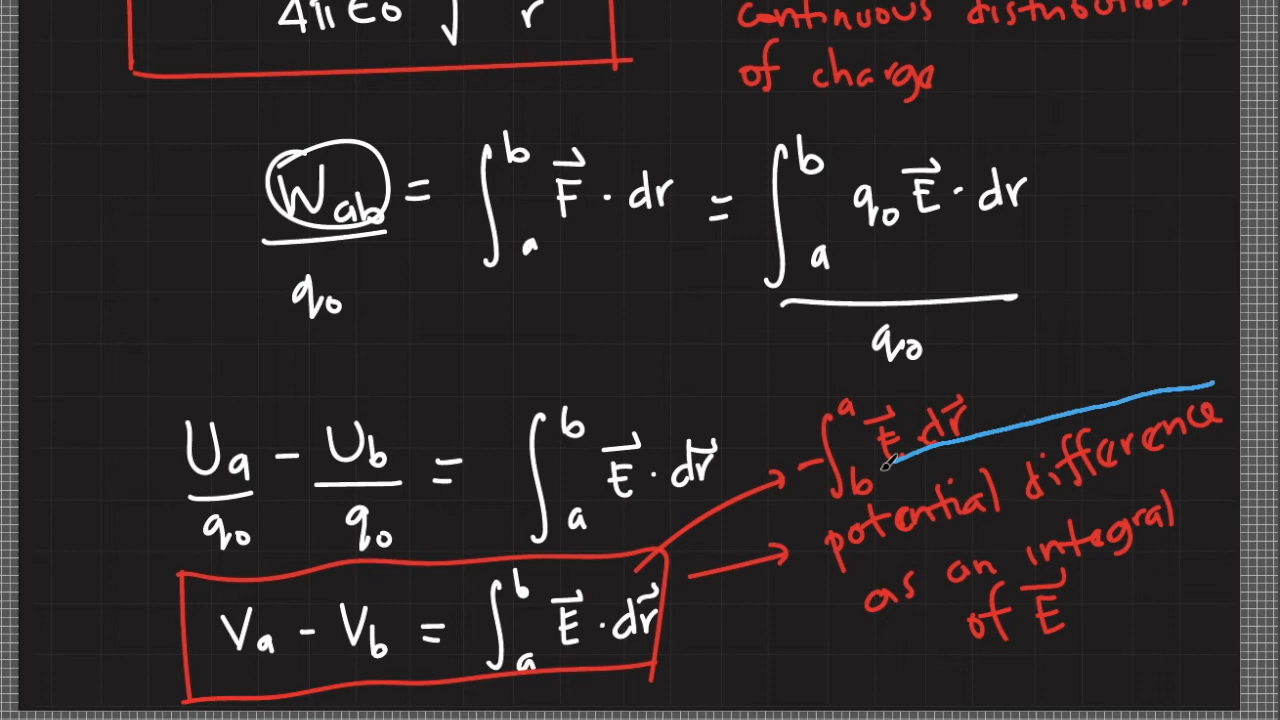 4πε₀ ∫ r
continuous distribution
of charge
W_ab / q₀ = ∫_a^b F⃗ · dr = ∫_a^b q₀ E⃗ · dr / q₀
U_a / q₀ - U_b / q₀ = ∫_a^b E⃗ · dr⃗
- ∫_b^a E⃗ · dr⃗
V_a - V_b = ∫_a^b E⃗ · dr⃗
potential difference
as an integral
of E⃗